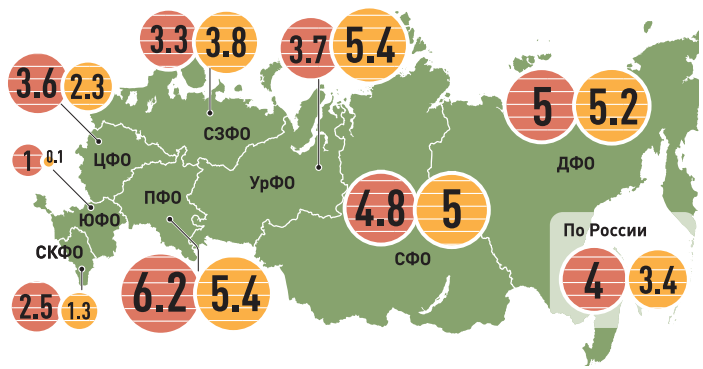 3.3 3.8
3.7 5.4
3.6 2.3
5 5.2
СЗФО
ЦФО
1 0.1
ДФО
УрФО
ПФО
ЮФО
4.8 5
По России
СКФО
СФО
4 3.4
6.2 5.4
2.5 1.3